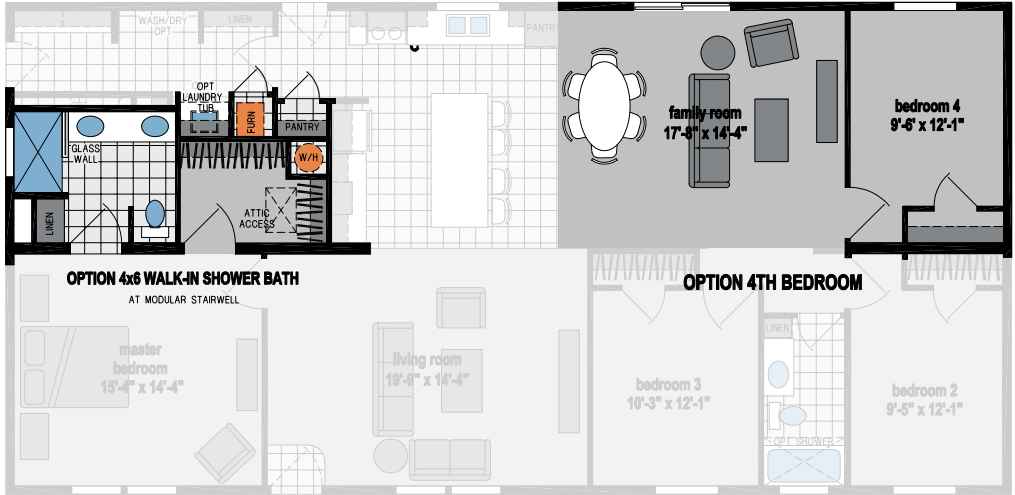 WASH/DRY
OPT
LINEN
PANTRY
OPT
LAUNDRY
TUB
FURN
PANTRY
family room
17'-8" x 14'-4"
bedroom 4
9'-6' x 12'-1"
GLASS
WALL
W/H
LINEN
ATTIC
ACCESS
OPTION 4x6 WALK-IN SHOWER BATH
AT MODULAR STAIRWELL
OPTION 4TH BEDROOM
LINEN
master
bedroom
15'-4" x 14'-4"
living room
19'-9" x 14'-4"
bedroom 3
10'-3" x 12'-1"
bedroom 2
9'-5" x 12'-1"
OPT SHOWER